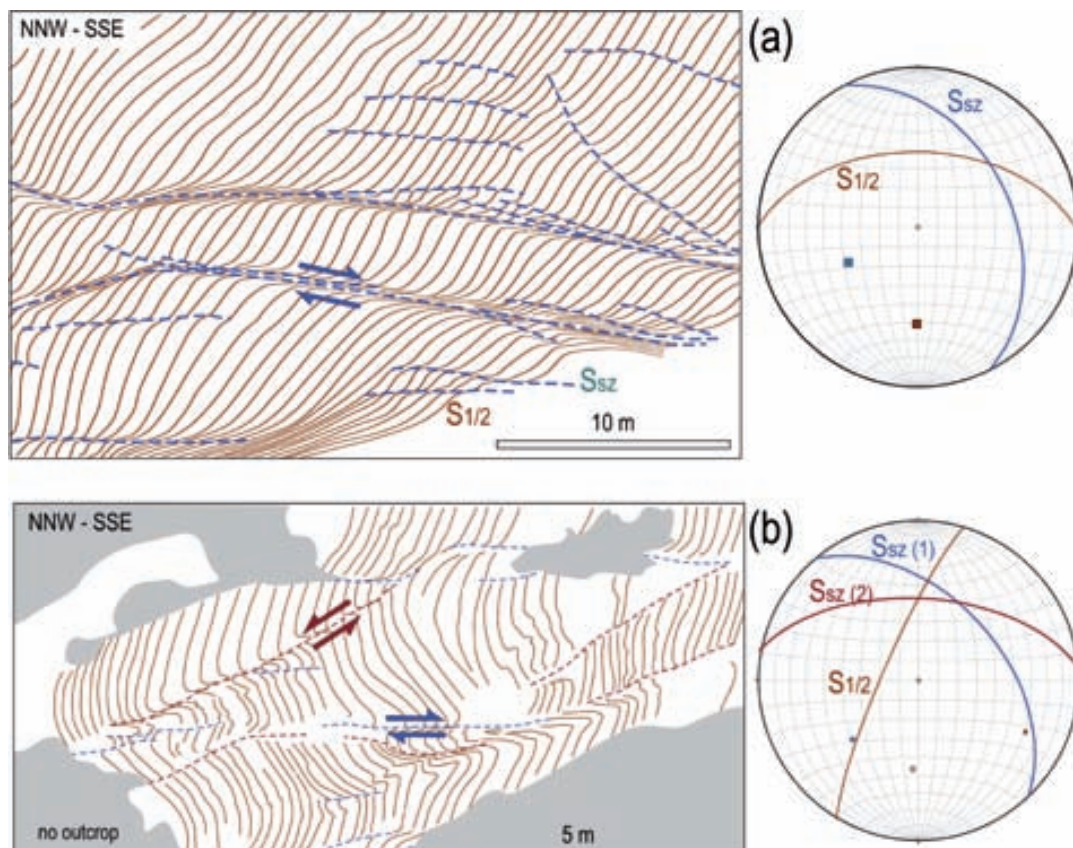 NNW - SSE
(a)
Ssz
S1/2
Ssz
S1/2
10 m
NNW - SSE
(b)
Ssz (1)
Ssz (2)
S1/2
no outcrop
5 m